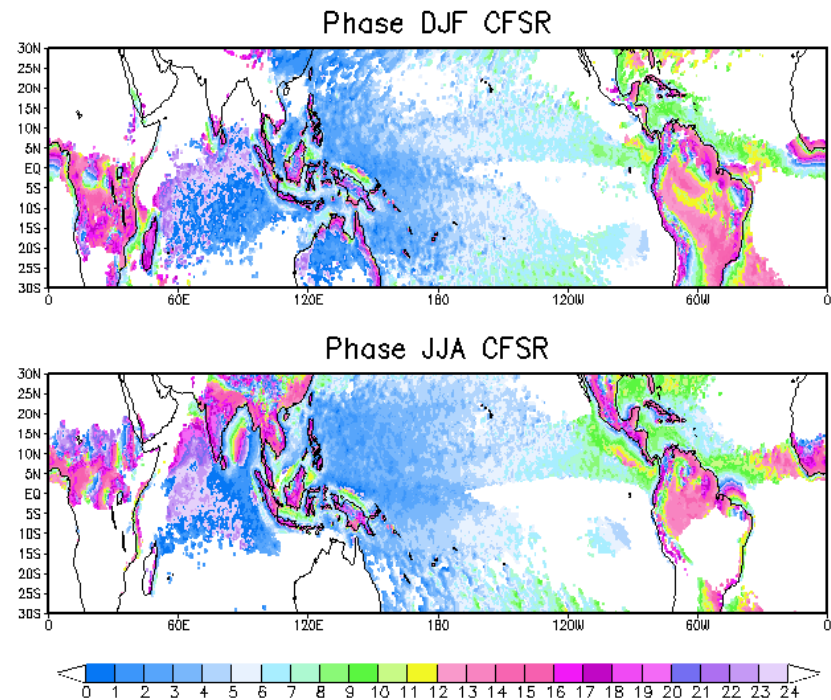 Phase DJF CFSR
30N
25N
20N
15N
10N
5N
EQ
5S
10S
15S
20S
25S
30S
0 60E 120E 180 120W 60W 0
Phase JJA CFSR
30N
25N
20N
15N
10N
5N
EQ
5S
10S
15S
20S
25S
30S
0 60E 120E 180 120W 60W 0
0 1 2 3 4 5 6 7 8 9 10 11 12 13 14 15 16 17 18 19 20 21 22 23 24